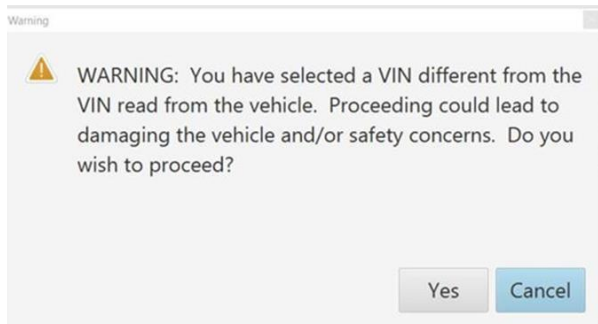 Warning
WARNING:  You have selected a VIN different from the
VIN read from the vehicle.  Proceeding could lead to
damaging the vehicle and/or safety concerns.  Do you
wish to proceed?
Yes
Cancel